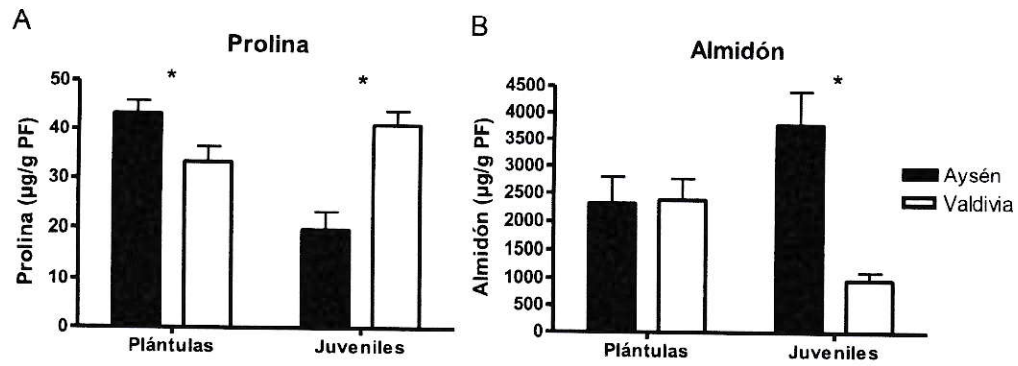 A
Prolina
Prolina (µg/g PF)
50
40
30
20
10
0
*
*
Plántulas
Juveniles
B
Almidón
Almidón (µg/g PF)
4500
4000
3500
3000
2500
2000
1500
1000
500
0
*
Plántulas
Juveniles
Aysén
Valdivia